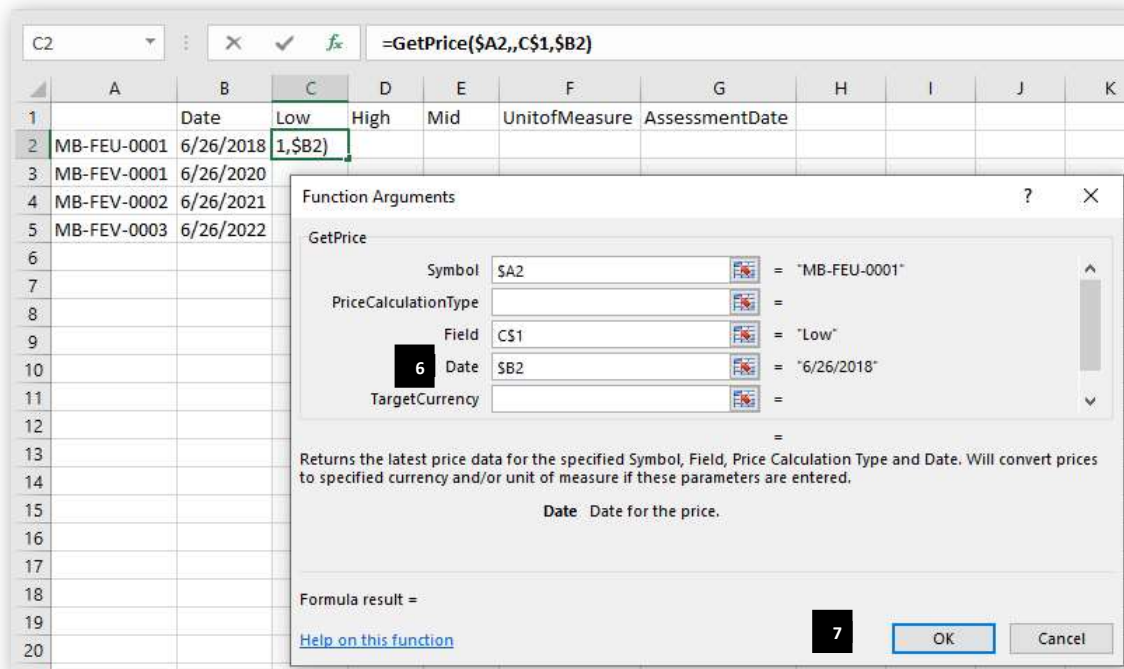 C2 fx =GetPrice($A2,,C$1,$B2)
A B C D E F G H I J K
1 Date Low High Mid UnitofMeasure AssessmentDate
2 MB-FEU-0001 6/26/2018 1,$B2)
3 MB-FEV-0001 6/26/2020
4 MB-FEV-0002 6/26/2021
5 MB-FEV-0003 6/26/2022
6
7
8
9
10
11
12
13
14
15
16
17
18
19
20
Function Arguments ?
GetPrice
Symbol $A2 = "MB-FEU-0001"
PriceCalculationType =
Field C$1 = "Low"
6 Date $B2 = "6/26/2018"
TargetCurrency =
=
Returns the latest price data for the specified Symbol, Field, Price Calculation Type and Date. Will convert prices
to specified currency and/or unit of measure if these parameters are entered.
Date Date for the price.
Formula result =
Help on this function 7 OK Cancel